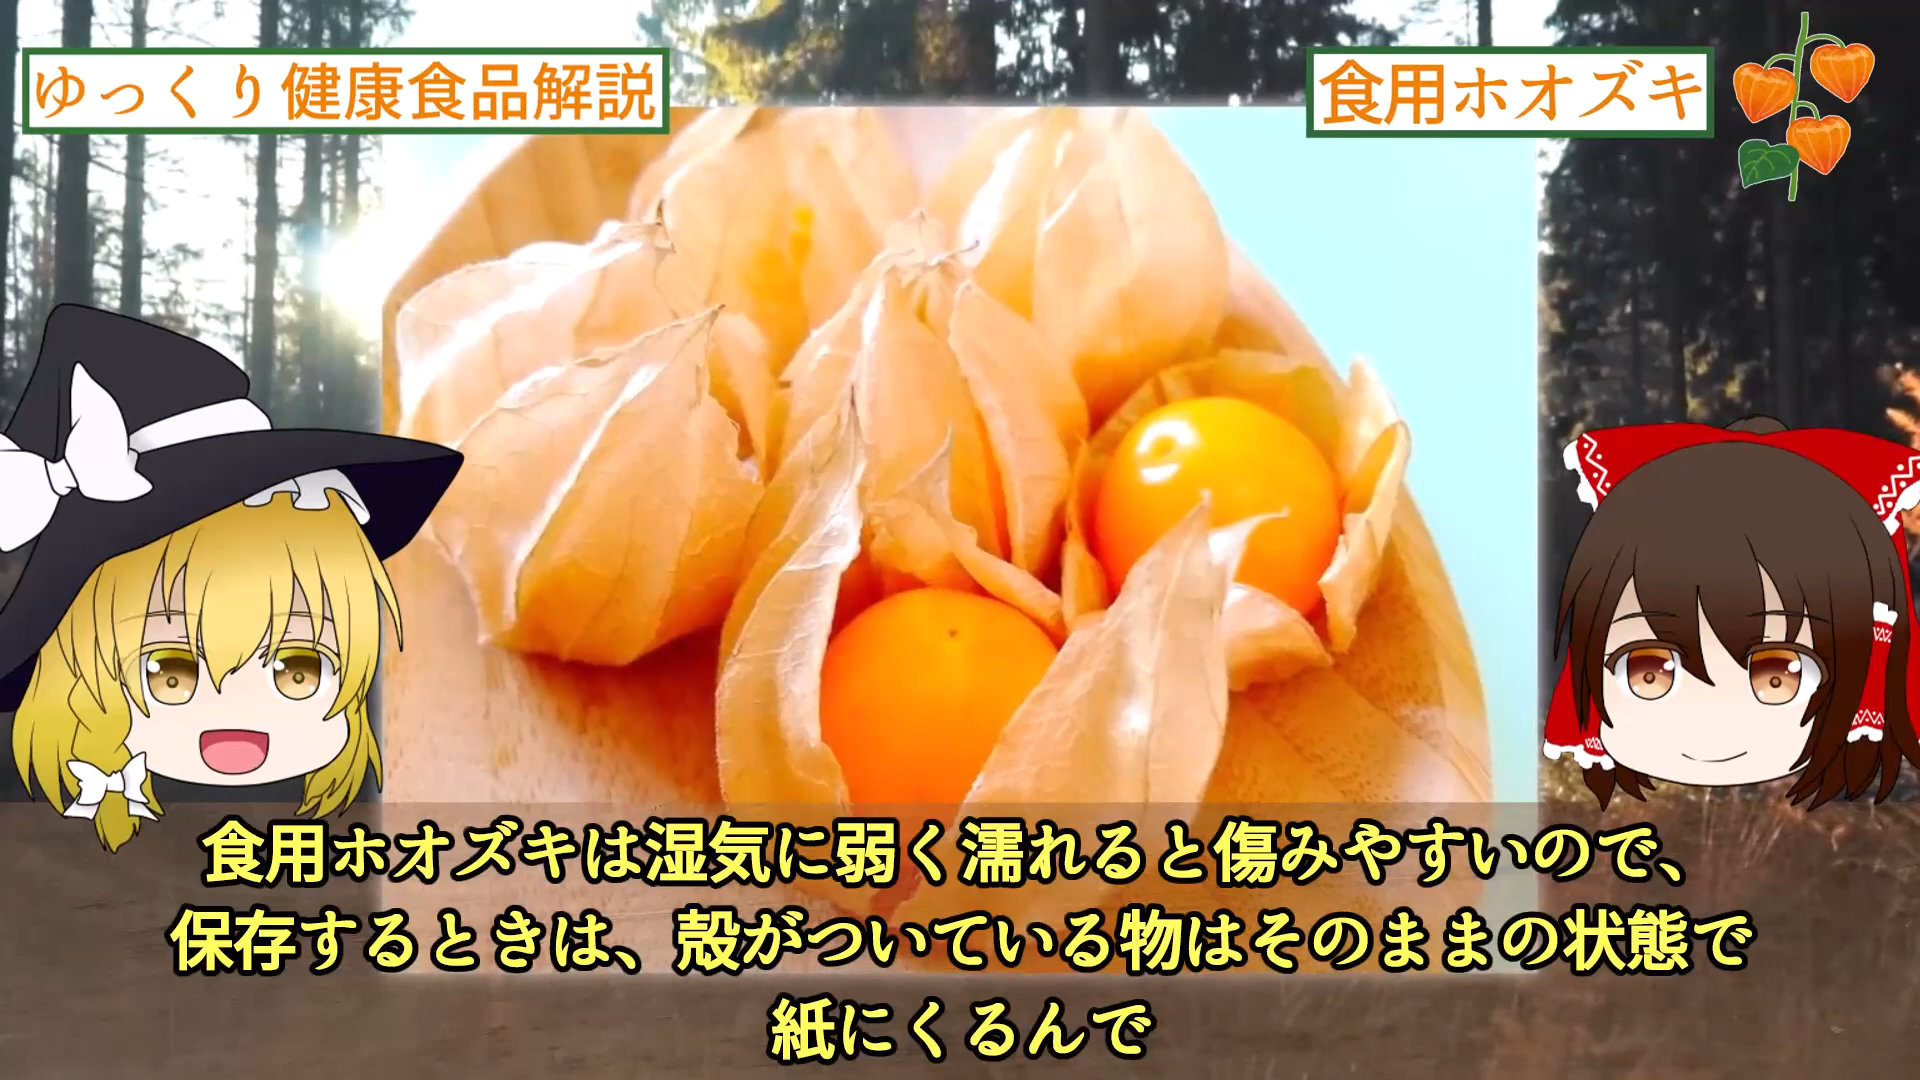 ゆっくり健康食品解説
食用ホオズキ
食用ホオズキは湿気に弱く濡れると傷みやすいので、
保存するときは、殻がついている物はそのままの状態で
紙にくるんで